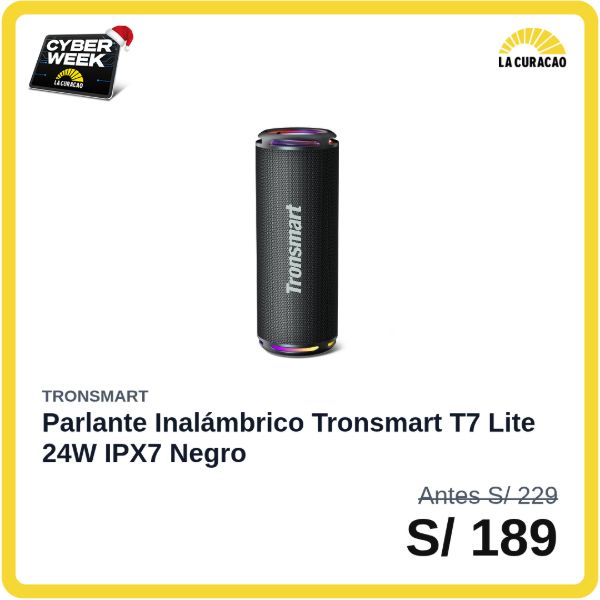 CYBER
WEEK
LA CURACAO
LA CURACAO
Tronsmart
TRONSMART
Parlante Inalámbrico Tronsmart T7 Lite
24W IPX7 Negro
Antes S/ 229
S/ 189